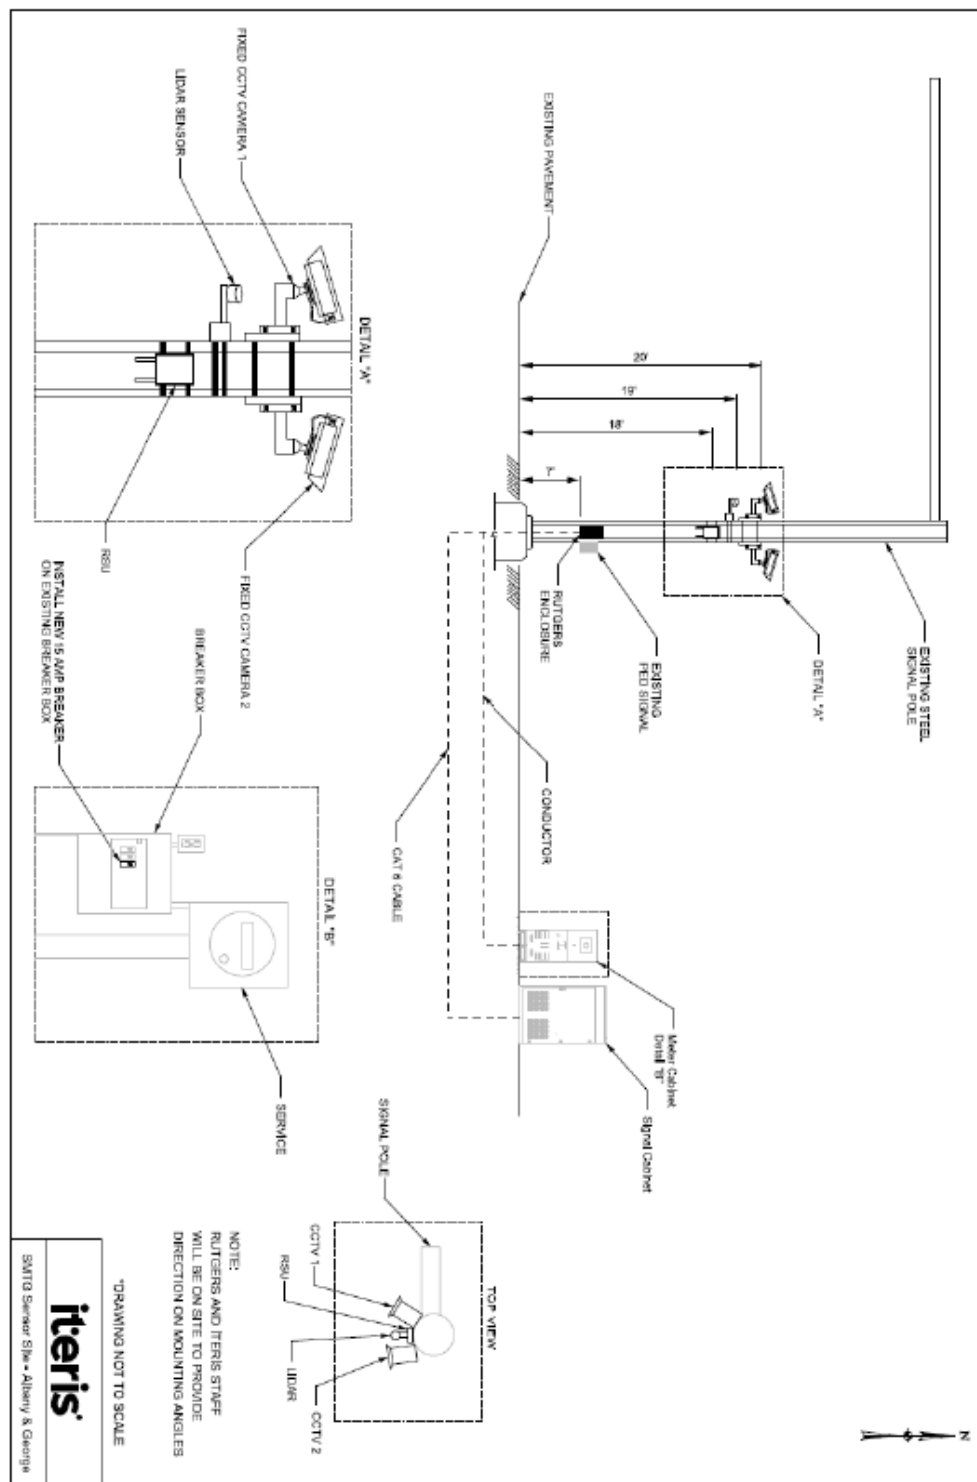 EXISTING STEEL
SIGNAL POLE
DETAIL "A"
EXISTING
PED SIGNAL
RUTGERS
ENCLOSURE
20'
19'
18'
7'
EXISTING PAVEMENT
CONDUCTOR
CAT 6 CABLE
Meter Cabinet
Detail "B"
Signal Cabinet
N
FIXED CCTV CAMERA 1
LIDAR SENSOR
DETAIL "A"
RSU
FIXED CCTV CAMERA 2
BREAKER BOX
INSTALL NEW 15 AMP BREAKER
ON EXISTING BREAKER BOX
DETAIL "B"
SERVICE
SIGNAL POLE
TOP VIEW
CCTV 1
RSU
LIDAR
CCTV 2
NOTE:
RUTGERS AND ITERIS STAFF
WILL BE ON SITE TO PROVIDE
DIRECTION ON MOUNTING ANGLES
*DRAWING NOT TO SCALE
iteris
SMTG Sensor Site - Albany & George